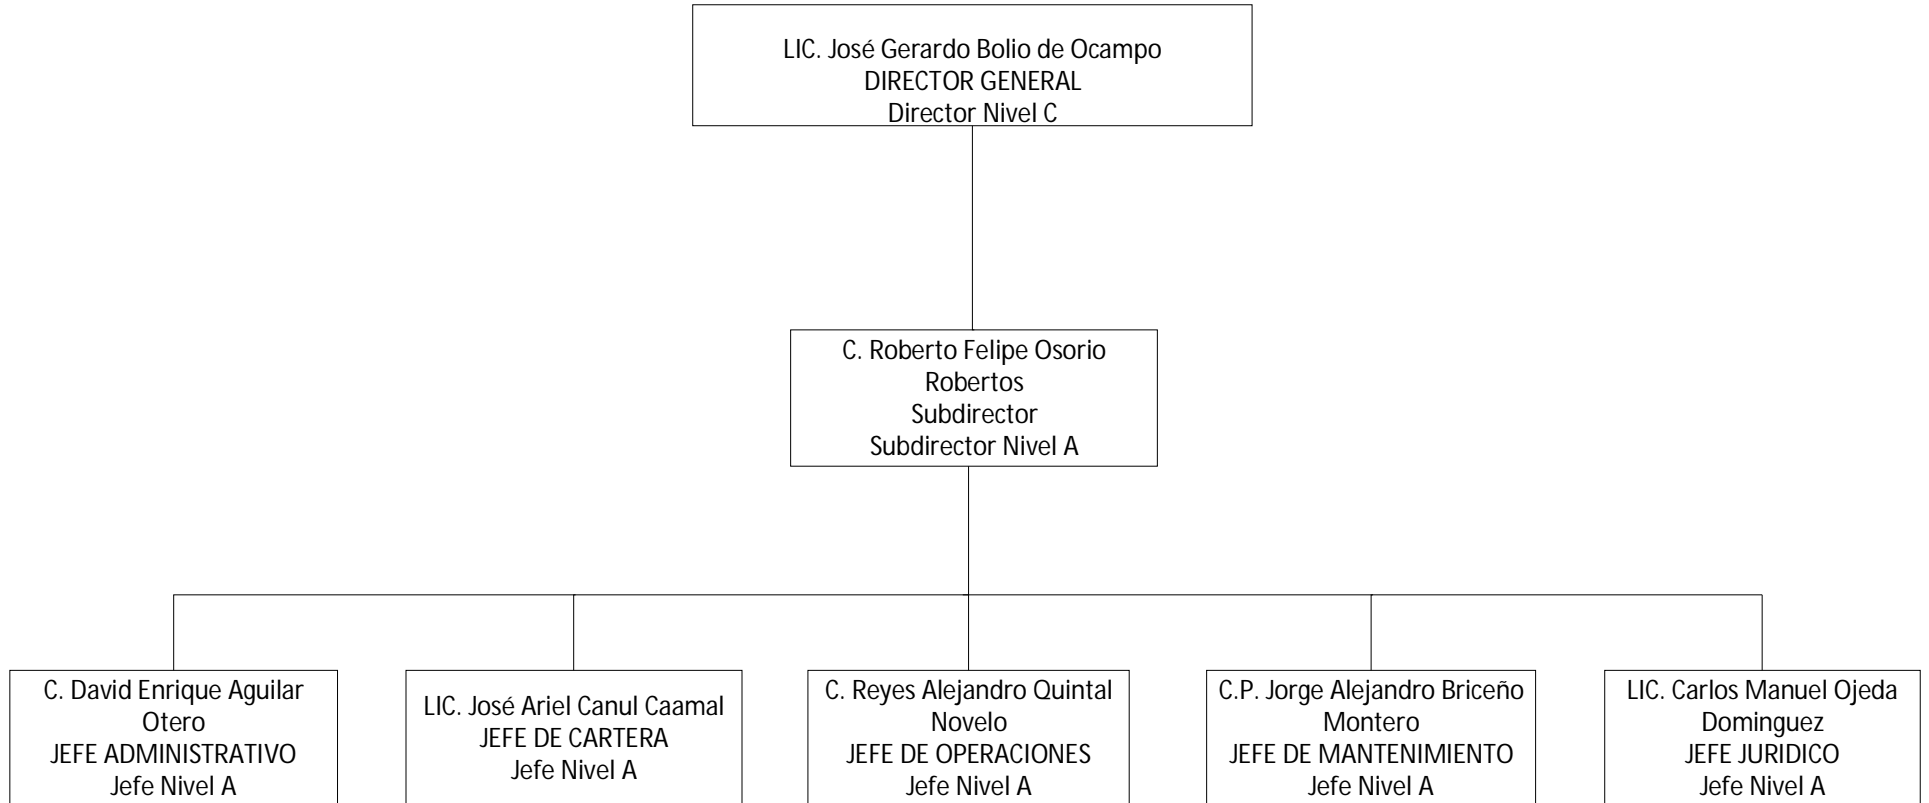 LIC. José Gerardo Bolio de Ocampo
DIRECTOR GENERAL
Director Nivel C
C. Roberto Felipe Osorio
Robertos
Subdirector
Subdirector Nivel A
C. David Enrique Aguilar
Otero
JEFE ADMINISTRATIVO
Jefe Nivel A
LIC. José Ariel Canul Caamal
JEFE DE CARTERA
Jefe Nivel A
C. Reyes Alejandro Quintal
Novelo
JEFE DE OPERACIONES
Jefe Nivel A
C.P. Jorge Alejandro Briceño
Montero
JEFE DE MANTENIMIENTO
Jefe Nivel A
LIC. Carlos Manuel Ojeda
Dominguez
JEFE JURIDICO
Jefe Nivel A